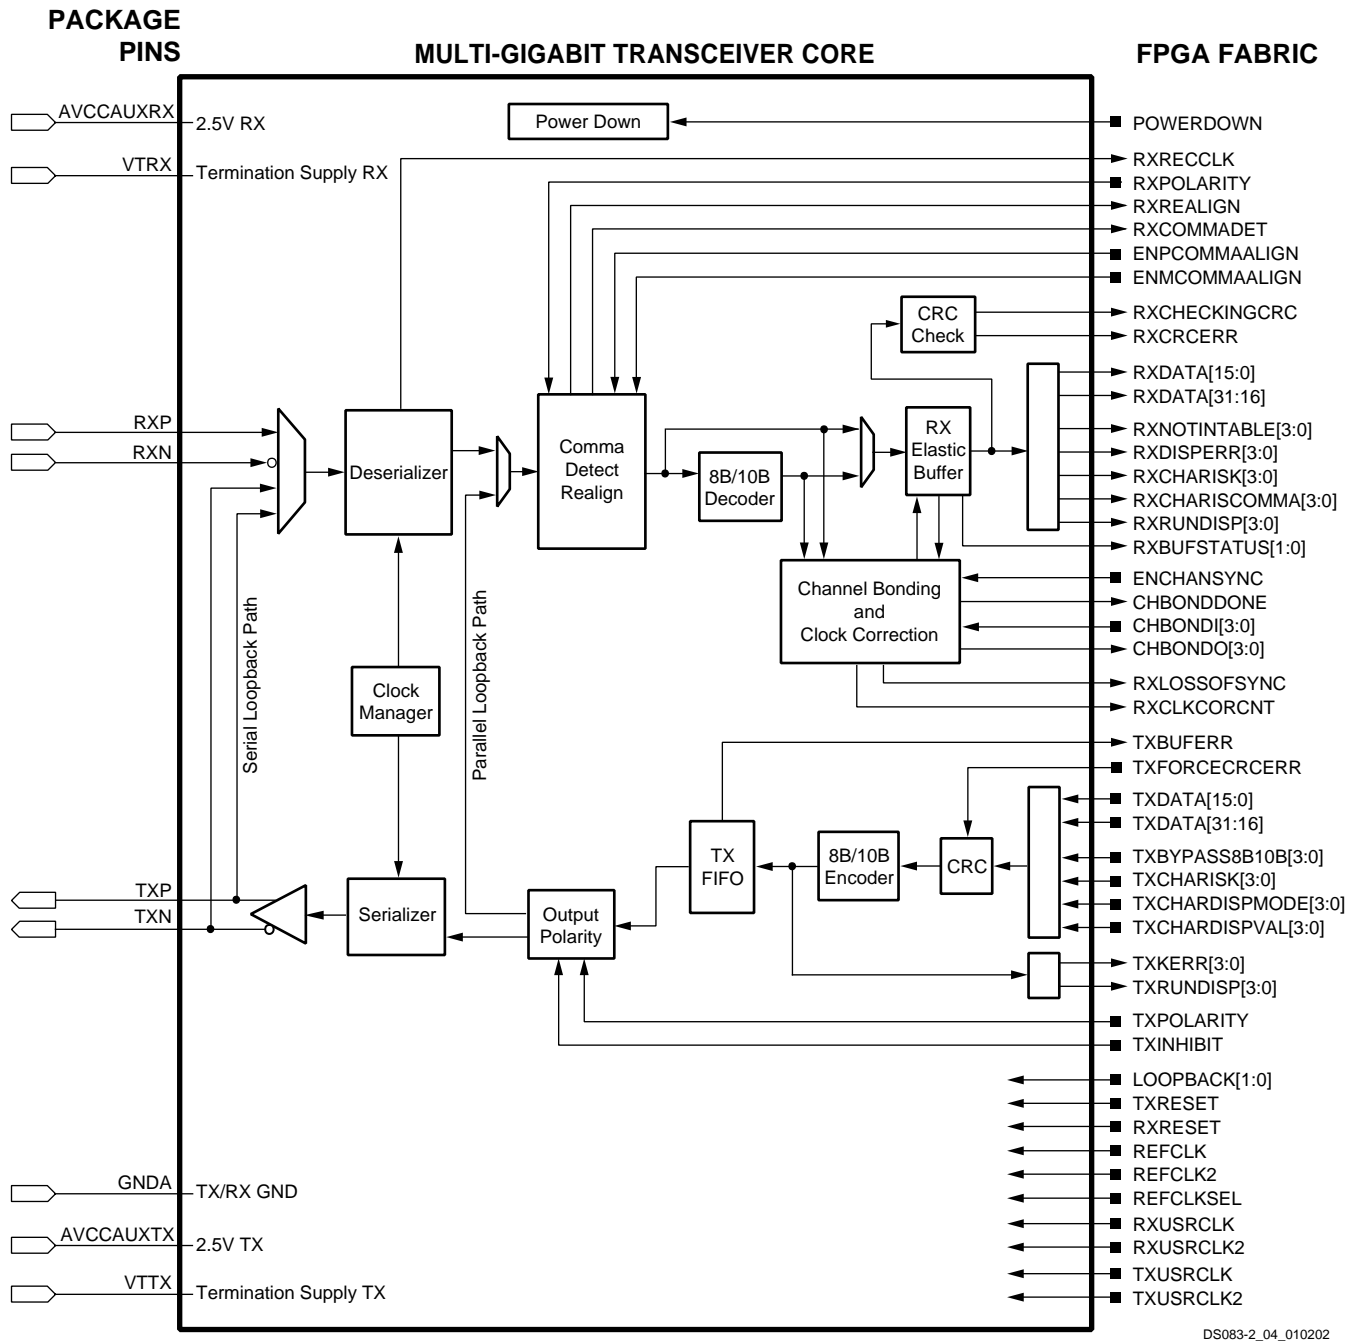 PACKAGE
PINS
MULTI-GIGABIT TRANSCEIVER CORE
FPGA FABRIC
AVCCAUXRX
2.5V RX
VTRX
Termination Supply RX
Power Down
POWERDOWN
RXRECCLK
RXPOLARITY
RXREALIGN
RXCOMMADET
ENPCOMMAALIGN
ENMCOMMAALIGN
CRC
Check
RXCHECKINGCRC
RXCRCERR
RXDATA[15:0]
RXDATA[31:16]
RXNOTINTABLE[3:0]
RXDISPERR[3:0]
RXCHARISK[3:0]
RXCHARISCOMMA[3:0]
RXRUNDISP[3:0]
RXBUFSTATUS[1:0]
RXP
RXN
Deserializer
Comma
Detect
Realign
8B/10B
Decoder
RX
Elastic
Buffer
Channel Bonding
and
Clock Correction
ENCHANSYNC
CHBONDDONE
CHBONDI[3:0]
CHBONDO[3:0]
RXLOSSOFSYNC
RXCLKCORCNT
Serial Loopback Path
Clock
Manager
Parallel Loopback Path
TXBUFERR
TXFORCECRCERR
TXDATA[15:0]
TXDATA[31:16]
TXBYPASS8B10B[3:0]
TXCHARISK[3:0]
TXCHARDISPMODE[3:0]
TXCHARDISPVAL[3:0]
TXKERR[3:0]
TXRUNDISP[3:0]
TX
FIFO
8B/10B
Encoder
CRC
TXP
TXN
Serializer
Output
Polarity
TXPOLARITY
TXINHIBIT
LOOPBACK[1:0]
TXRESET
RXRESET
REFCLK
REFCLK2
REFCLKSEL
RXUSRCLK
RXUSRCLK2
TXUSRCLK
TXUSRCLK2
GNDA
TX/RX GND
AVCCAUXTX
2.5V TX
VTTX
Termination Supply TX
DS083-2_04_010202